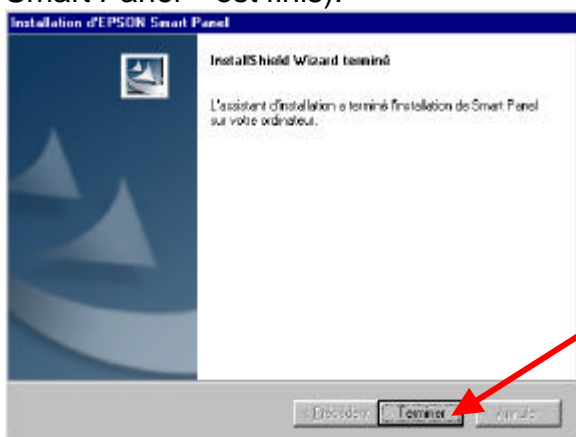 Smart Panel » est finis).
Installation d'EPSON Smart Panel
InstallShield Wizard terminé
L'assistant d'installation a terminé l'installation de Smart Panel
sur votre ordinateur.
< Précédent Terminer Annuler